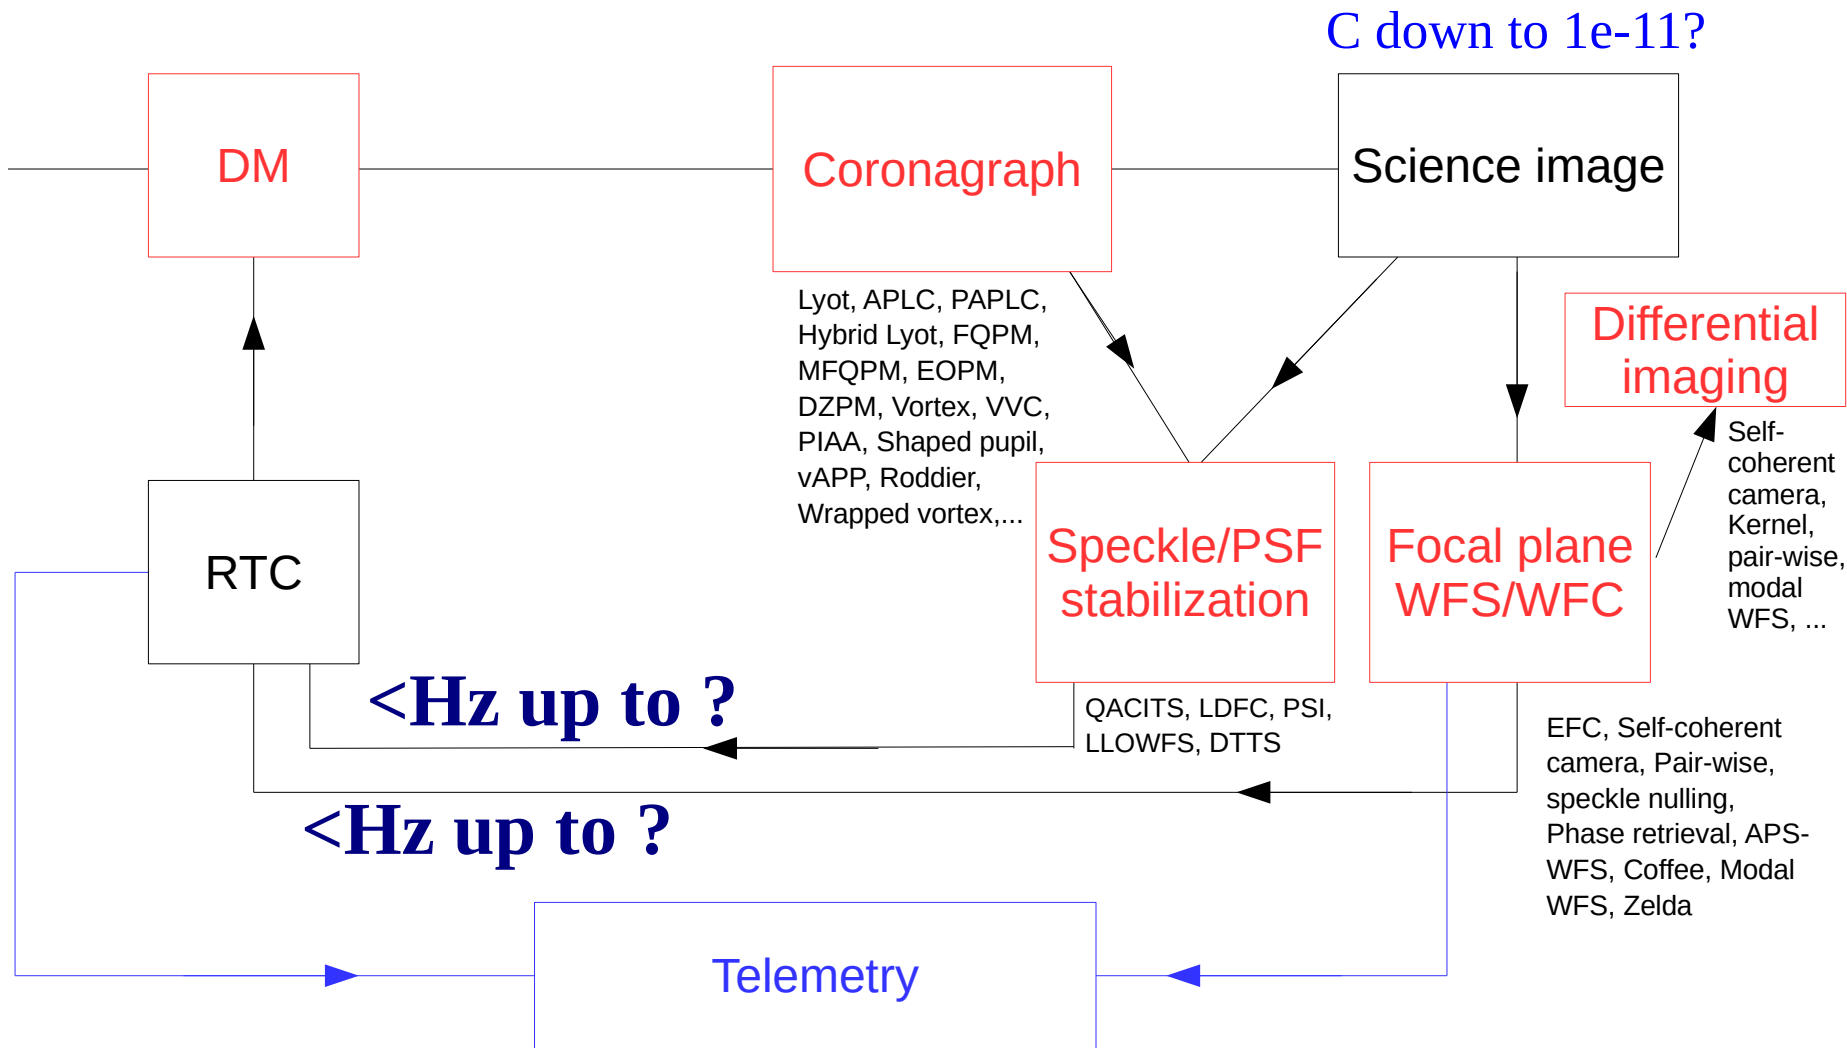 C down to 1e-11?
DM
Coronagraph
Science image
Lyot, APLC, PAPLC,
Hybrid Lyot, FQPM,
MFQPM, EOPM,
DZPM, Vortex, VVC,
PIAA, Shaped pupil,
vAPP, Roddier,
Wrapped vortex,...
Differential
imaging
Self-
coherent
camera,
Kernel,
pair-wise,
modal
WFS, ...
RTC
Speckle/PSF
stabilization
Focal plane
WFS/WFC
<Hz up to ?
QACITS, LDFC, PSI,
LLOWFS, DTTS
EFC, Self-coherent
camera, Pair-wise,
speckle nulling,
Phase retrieval, APS-
WFS, Coffee, Modal
WFS, Zelda
<Hz up to ?
Telemetry